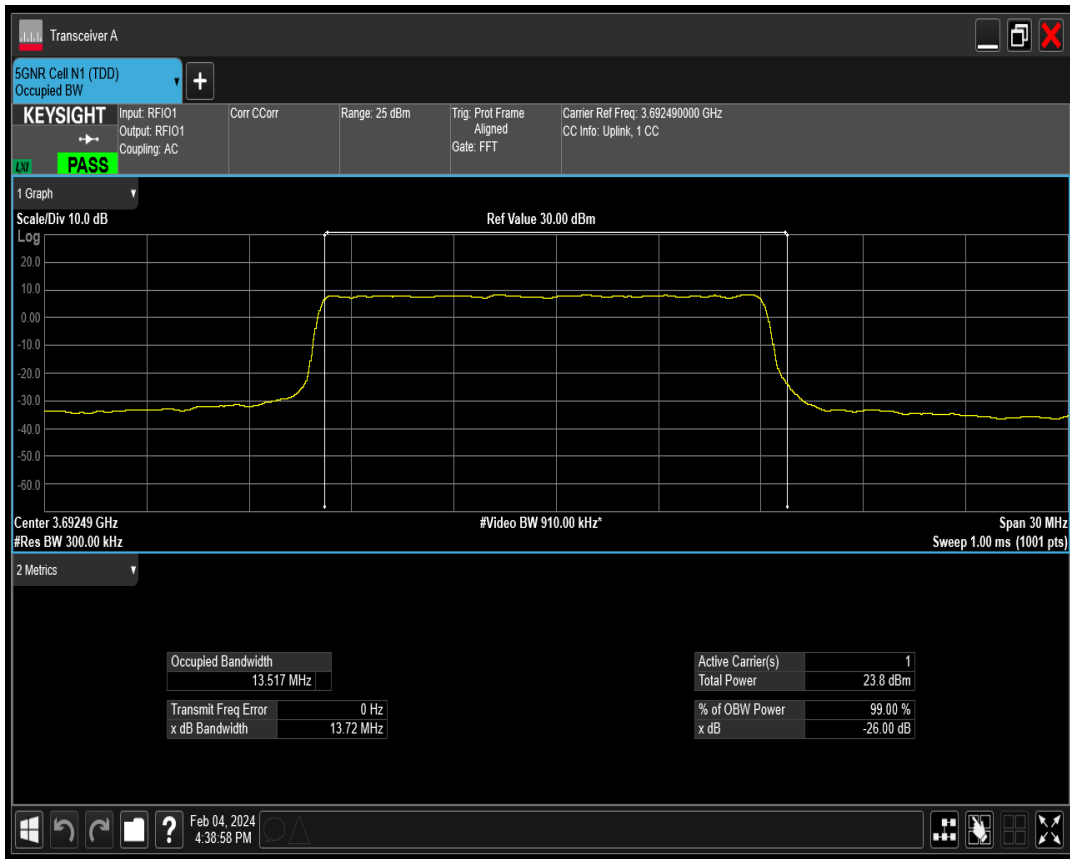 Transceiver A
5GNR Cell N1 (TDD)
Occupied BW
+
KEYSIGHT
LXI
PASS
Input: RFIO1
Output: RFIO1
Coupling: AC
Corr CCorr
Range: 25 dBm
Trig: Prot Frame
Aligned
Gate: FFT
Carrier Ref Freq: 3.692490000 GHz
CC Info: Uplink, 1 CC
1 Graph
Scale/Div 10.0 dB
Ref Value 30.00 dBm
Log
20.0
10.0
0.00
-10.0
-20.0
-30.0
-40.0
-50.0
-60.0
Center 3.69249 GHz
#Video BW 910.00 kHz*
Span 30 MHz
#Res BW 300.00 kHz
Sweep 1.00 ms (1001 pts)
2 Metrics
Occupied Bandwidth
13.517 MHz
Transmit Freq Error 0 Hz
x dB Bandwidth 13.72 MHz
Active Carrier(s) 1
Total Power 23.8 dBm
% of OBW Power 99.00 %
x dB -26.00 dB
?
Feb 04, 2024
4:38:58 PM